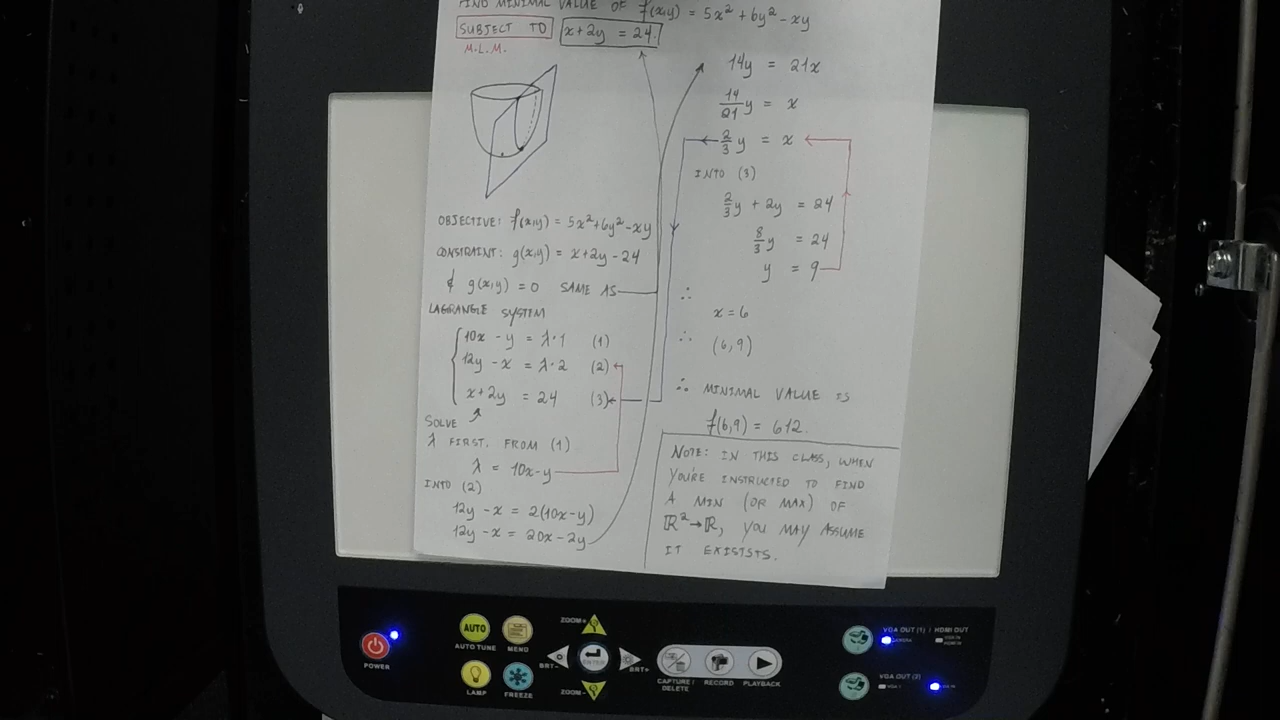 FIND MINIMAL VALUE OF f(x,y) = 5x² + 6y² - xy
SUBJECT TO x+2y = 24.
M.L.M.
OBJECTIVE: f(x,y) = 5x²+6y²-xy
CONSTRAINT: g(x,y) = x+2y-24
& g(x,y) = 0 SAME AS
LAGRANGE SYSTEM
10x - y = λ·1 (1)
12y - x = λ·2 (2)
x+2y = 24 (3)
SOLVE
λ FIRST. FROM (1)
λ = 10x-y
INTO (2)
12y - x = 2(10x-y)
12y - x = 20x - 2y
14y = 21x
14/21 y = x
2/3 y = x
INTO (3)
2/3 y + 2y = 24
8/3 y = 24
y = 9
∴
x = 6
∴ (6,9)
∴ MINIMAL VALUE IS
f(6,9) = 612.
NOTE: IN THIS CLASS, WHEN
YOU'RE INSTRUCTED TO FIND
A MIN (OR MAX) OF
ℝ²→ℝ, YOU MAY ASSUME
IT EXISISTS.
POWER
AUTO
AUTO TUNE
MENU
LAMP
FREEZE
ZOOM+
BRT-
ENTER
BRT+
ZOOM-
CAPTURE / DELETE
RECORD
PLAYBACK
VGA OUT (1) / HDMI OUT
VGA OUT (2)